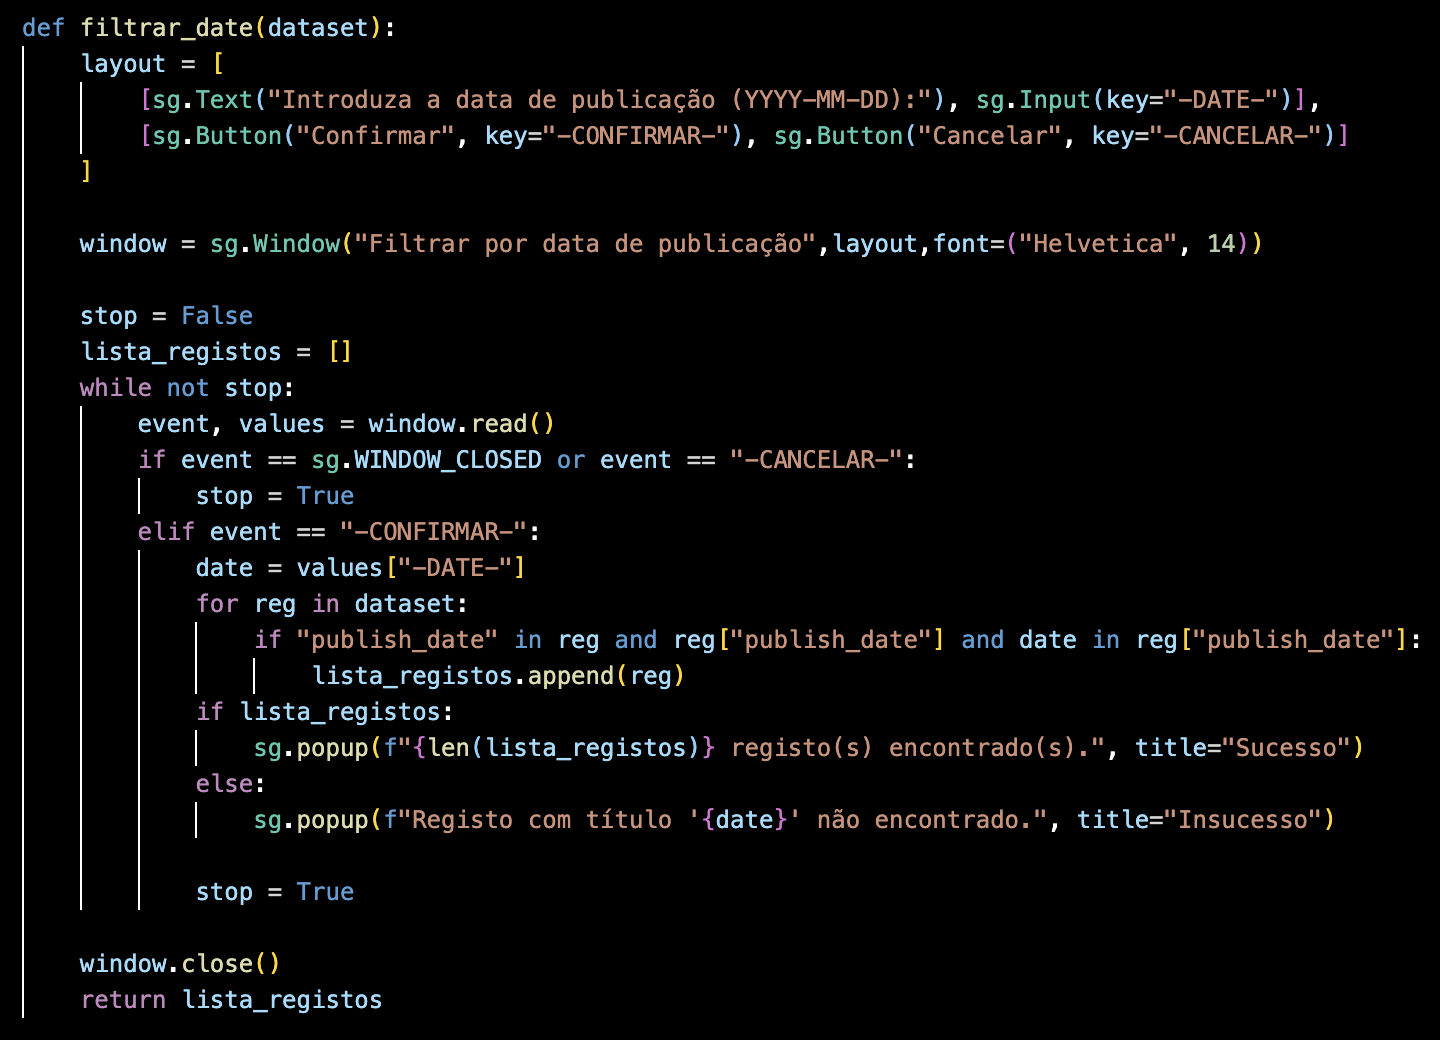 def filtrar_date(dataset):
    layout = [
        [sg.Text("Introduza a data de publicação (YYYY-MM-DD):"), sg.Input(key="-DATE-")],
        [sg.Button("Confirmar", key="-CONFIRMAR-"), sg.Button("Cancelar", key="-CANCELAR-")]
    ]
    window = sg.Window("Filtrar por data de publicação",layout,font=("Helvetica", 14))
    stop = False
    lista_registos = []
    while not stop:
        event, values = window.read()
        if event == sg.WINDOW_CLOSED or event == "-CANCELAR-":
            stop = True
        elif event == "-CONFIRMAR-":
            date = values["-DATE-"]
            for reg in dataset:
                if "publish_date" in reg and reg["publish_date"] and date in reg["publish_date"]:
                    lista_registos.append(reg)
            if lista_registos:
                sg.popup(f"{len(lista_registos)} registo(s) encontrado(s).", title="Sucesso")
            else:
                sg.popup(f"Registo com título '{date}' não encontrado.", title="Insucesso")
            stop = True
    window.close()
    return lista_registos